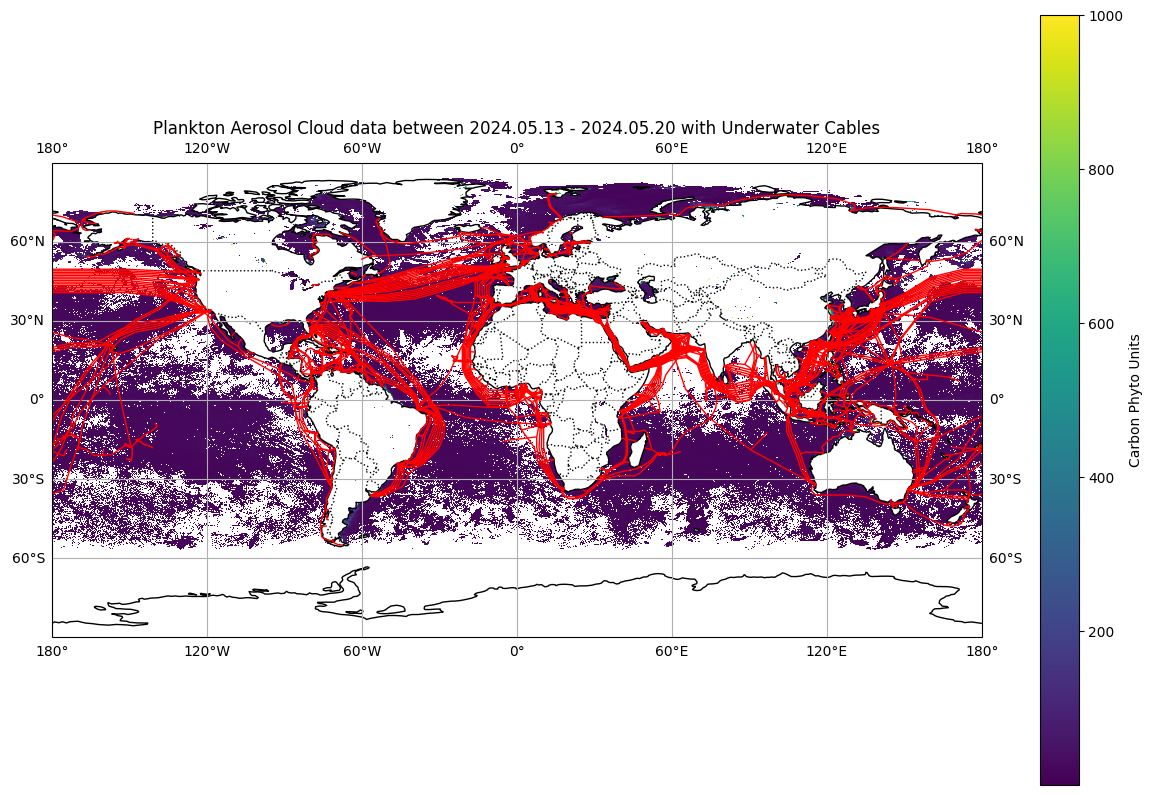 Plankton Aerosol Cloud data between 2024.05.13 - 2024.05.20 with Underwater Cables
180° 120°W 60°W 0° 60°E 120°E 180°
60°N 60°N
30°N 30°N
0° 0°
30°S 30°S
60°S 60°S
180° 120°W 60°W 0° 60°E 120°E 180°
1000
800
600
400
200
Carbon Phyto Units